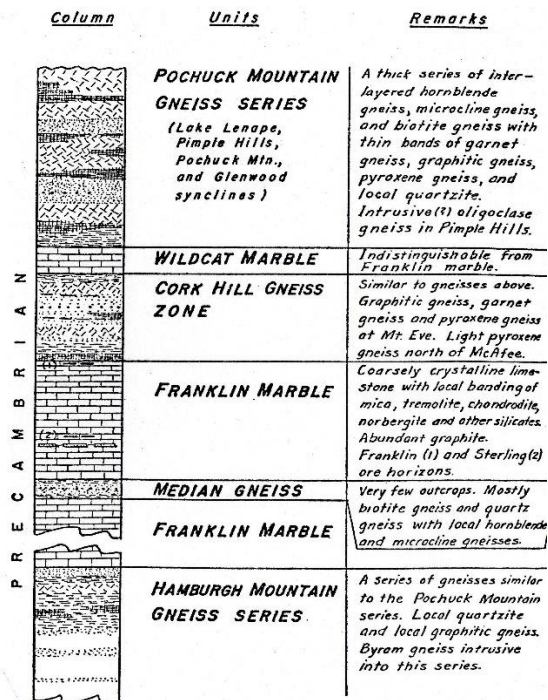 Column Units Remarks
POCHUCK MOUNTAIN
GNEISS SERIES
(Lake Lenape,
Pimple Hills,
Pochuck Mtn.,
and Glenwood
synclines)
A thick series of inter-
layered hornblende
gneiss, microcline gneiss,
and biotite gneiss with
thin bands of garnet
gneiss, graphitic gneiss,
pyroxene gneiss, and
local quartzite.
Intrusive(?) oligoclase
gneiss in Pimple Hills.
WILDCAT MARBLE
Indistinguishable from
Franklin marble.
CORK HILL GNEISS
ZONE
Similar to gneisses above.
Graphitic gneiss, garnet
gneiss and pyroxene gneiss
at Mt. Eve. Light pyroxene
gneiss north of McAfee.
(1)
(2)
FRANKLIN MARBLE
Coarsely crystalline lime-
stone with local banding of
mica, tremolite, chondrodite,
norbergite and other silicates.
Abundant graphite.
Franklin (1) and Sterling (2)
ore horizons.
MEDIAN GNEISS
Very few outcrops. Mostly
biotite gneiss and quartz
gneiss with local hornblende
and microcline gneisses.
FRANKLIN MARBLE
HAMBURGH MOUNTAIN
GNEISS SERIES
A series of gneisses similar
to the Pochuck Mountain
series. Local quartzite
and local graphitic gneiss.
Byram gneiss intrusive
into this series.
PRECAMBRIAN